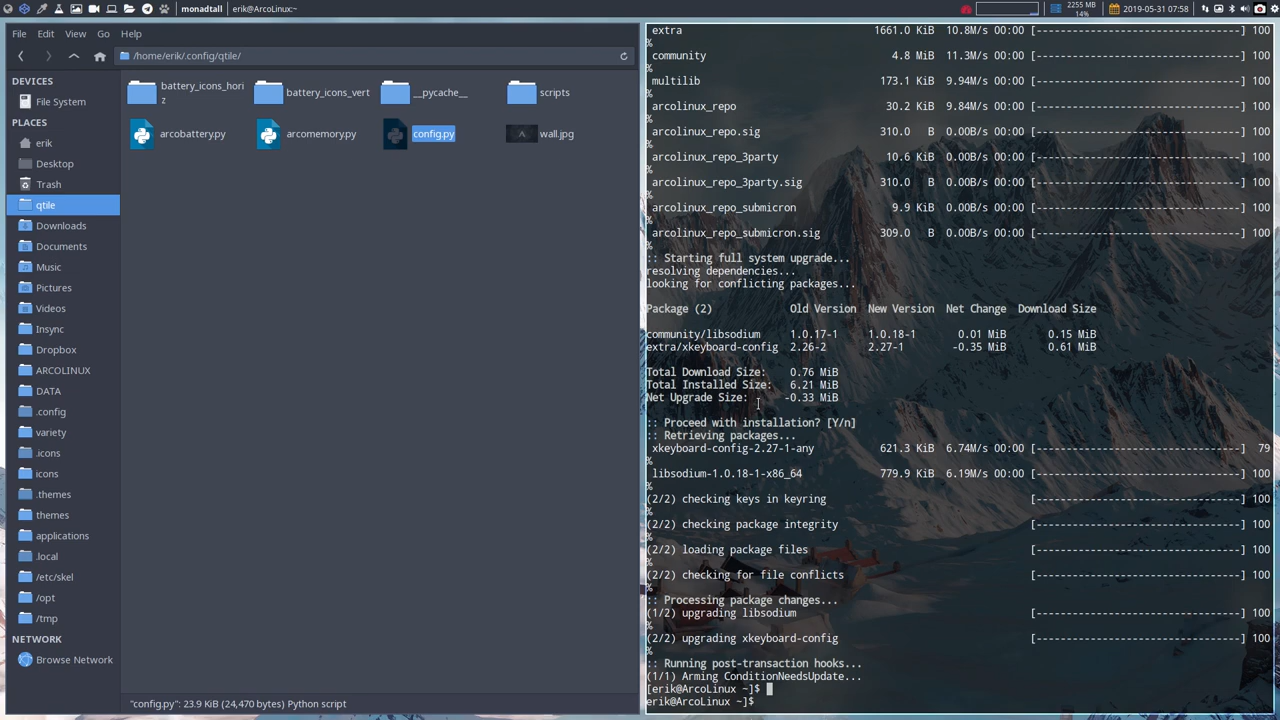 monadtall
erik@ArcoLinux:~
2255 MB
14%
2019-05-31 07:58
File Edit View Go Help
/home/erik/.config/qtile/
DEVICES
File System
PLACES
erik
Desktop
Trash
qtile
Downloads
Documents
Music
Pictures
Videos
Insync
Dropbox
ARCOLINUX
DATA
.config
variety
.icons
icons
.themes
themes
applications
.local
/etc/skel
/opt
/tmp
NETWORK
Browse Network
battery_icons_hori
z
battery_icons_vert
__pycache__
scripts
arcobattery.py
arcomemory.py
config.py
wall.jpg
"config.py": 23.9 KiB (24,470 bytes) Python script
extra 1661.0 KiB 10.8M/s 00:00 [----------------------------------] 100
%
community 4.8 MiB 11.3M/s 00:00 [----------------------------------] 100
%
multilib 173.1 KiB 9.94M/s 00:00 [----------------------------------] 100
%
arcolinux_repo 30.2 KiB 9.84M/s 00:00 [----------------------------------] 100
%
arcolinux_repo.sig 310.0 B 0.00B/s 00:00 [----------------------------------] 100
%
arcolinux_repo_3party 10.6 KiB 0.00B/s 00:00 [----------------------------------] 100
%
arcolinux_repo_3party.sig 310.0 B 0.00B/s 00:00 [----------------------------------] 100
%
arcolinux_repo_submicron 9.9 KiB 0.00B/s 00:00 [----------------------------------] 100
%
arcolinux_repo_submicron.sig 309.0 B 0.00B/s 00:00 [----------------------------------] 100
%
:: Starting full system upgrade...
resolving dependencies...
looking for conflicting packages...
Package (2) Old Version New Version Net Change Download Size
community/libsodium 1.0.17-1 1.0.18-1 0.01 MiB 0.15 MiB
extra/xkeyboard-config 2.26-2 2.27-1 -0.35 MiB 0.61 MiB
Total Download Size: 0.76 MiB
Total Installed Size: 6.21 MiB
Net Upgrade Size: -0.33 MiB
:: Proceed with installation? [Y/n]
:: Retrieving packages...
xkeyboard-config-2.27-1-any 621.3 KiB 6.74M/s 00:00 [----------------------------------] 79
%
libsodium-1.0.18-1-x86_64 779.9 KiB 6.19M/s 00:00 [----------------------------------] 100
%
(2/2) checking keys in keyring [----------------------------------] 100
%
(2/2) checking package integrity [----------------------------------] 100
%
(2/2) loading package files [----------------------------------] 100
%
(2/2) checking for file conflicts [----------------------------------] 100
%
:: Processing package changes...
(1/2) upgrading libsodium [----------------------------------] 100
%
(2/2) upgrading xkeyboard-config [----------------------------------] 100
%
:: Running post-transaction hooks...
(1/1) Arming ConditionNeedsUpdate...
[erik@ArcoLinux ~]$
erik@ArcoLinux ~]$